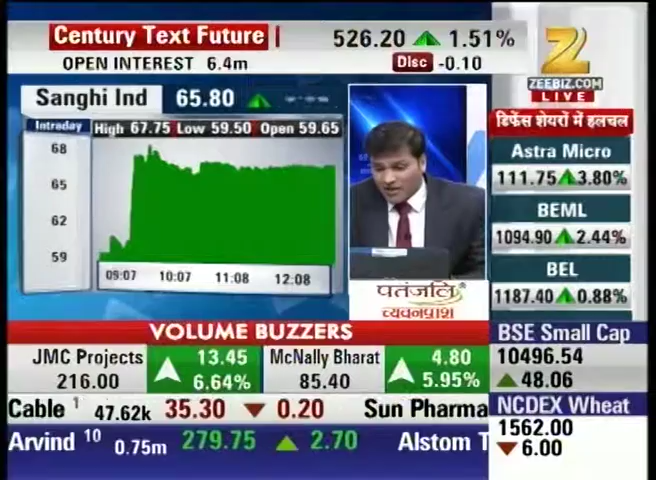 Century Text Future 526.20 1.51%
OPEN INTEREST 6.4m Disc -0.10
ZEEBIZ.COM
LIVE
Sanghi Ind 65.80
Intraday High 67.75 Low 59.50 Open 59.65
68
65
62
59
09:07 10:07 11:08 12:08
पतंजलि
च्यवनप्राश
डिफेंस शेयरों में हलचल
Astra Micro
111.75 3.80%
BEML
1094.90 2.44%
BEL
1187.40 0.88%
VOLUME BUZZERS
JMC Projects 13.45 McNally Bharat 4.80
216.00 6.64% 85.40 5.95%
BSE Small Cap
10496.54
48.06
NCDEX Wheat
1562.00
6.00
Cable 1 47.62k 35.30 0.20 Sun Pharma
Arvind 10 0.75m 279.75 2.70 Alstom T